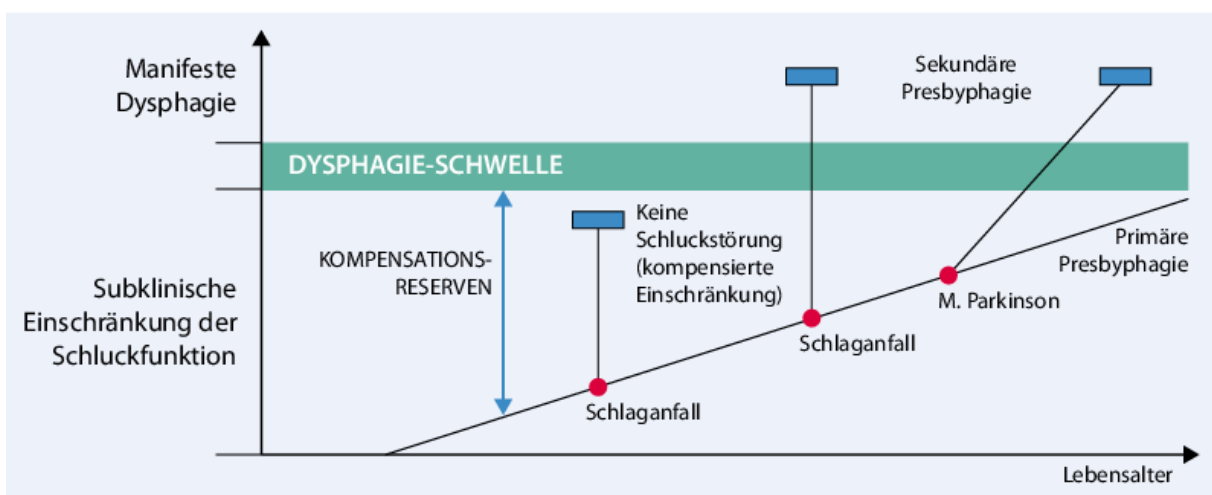 Manifeste
Dysphagie
Sekundäre
Presbyphagie
DYSPHAGIE-SCHWELLE
KOMPENSATIONS-
RESERVEN
Keine
Schluckstörung
(kompensierte
Einschränkung)
Primäre
Presbyphagie
Subklinische
Einschränkung der
Schluckfunktion
M. Parkinson
Schlaganfall
Schlaganfall
Lebensalter